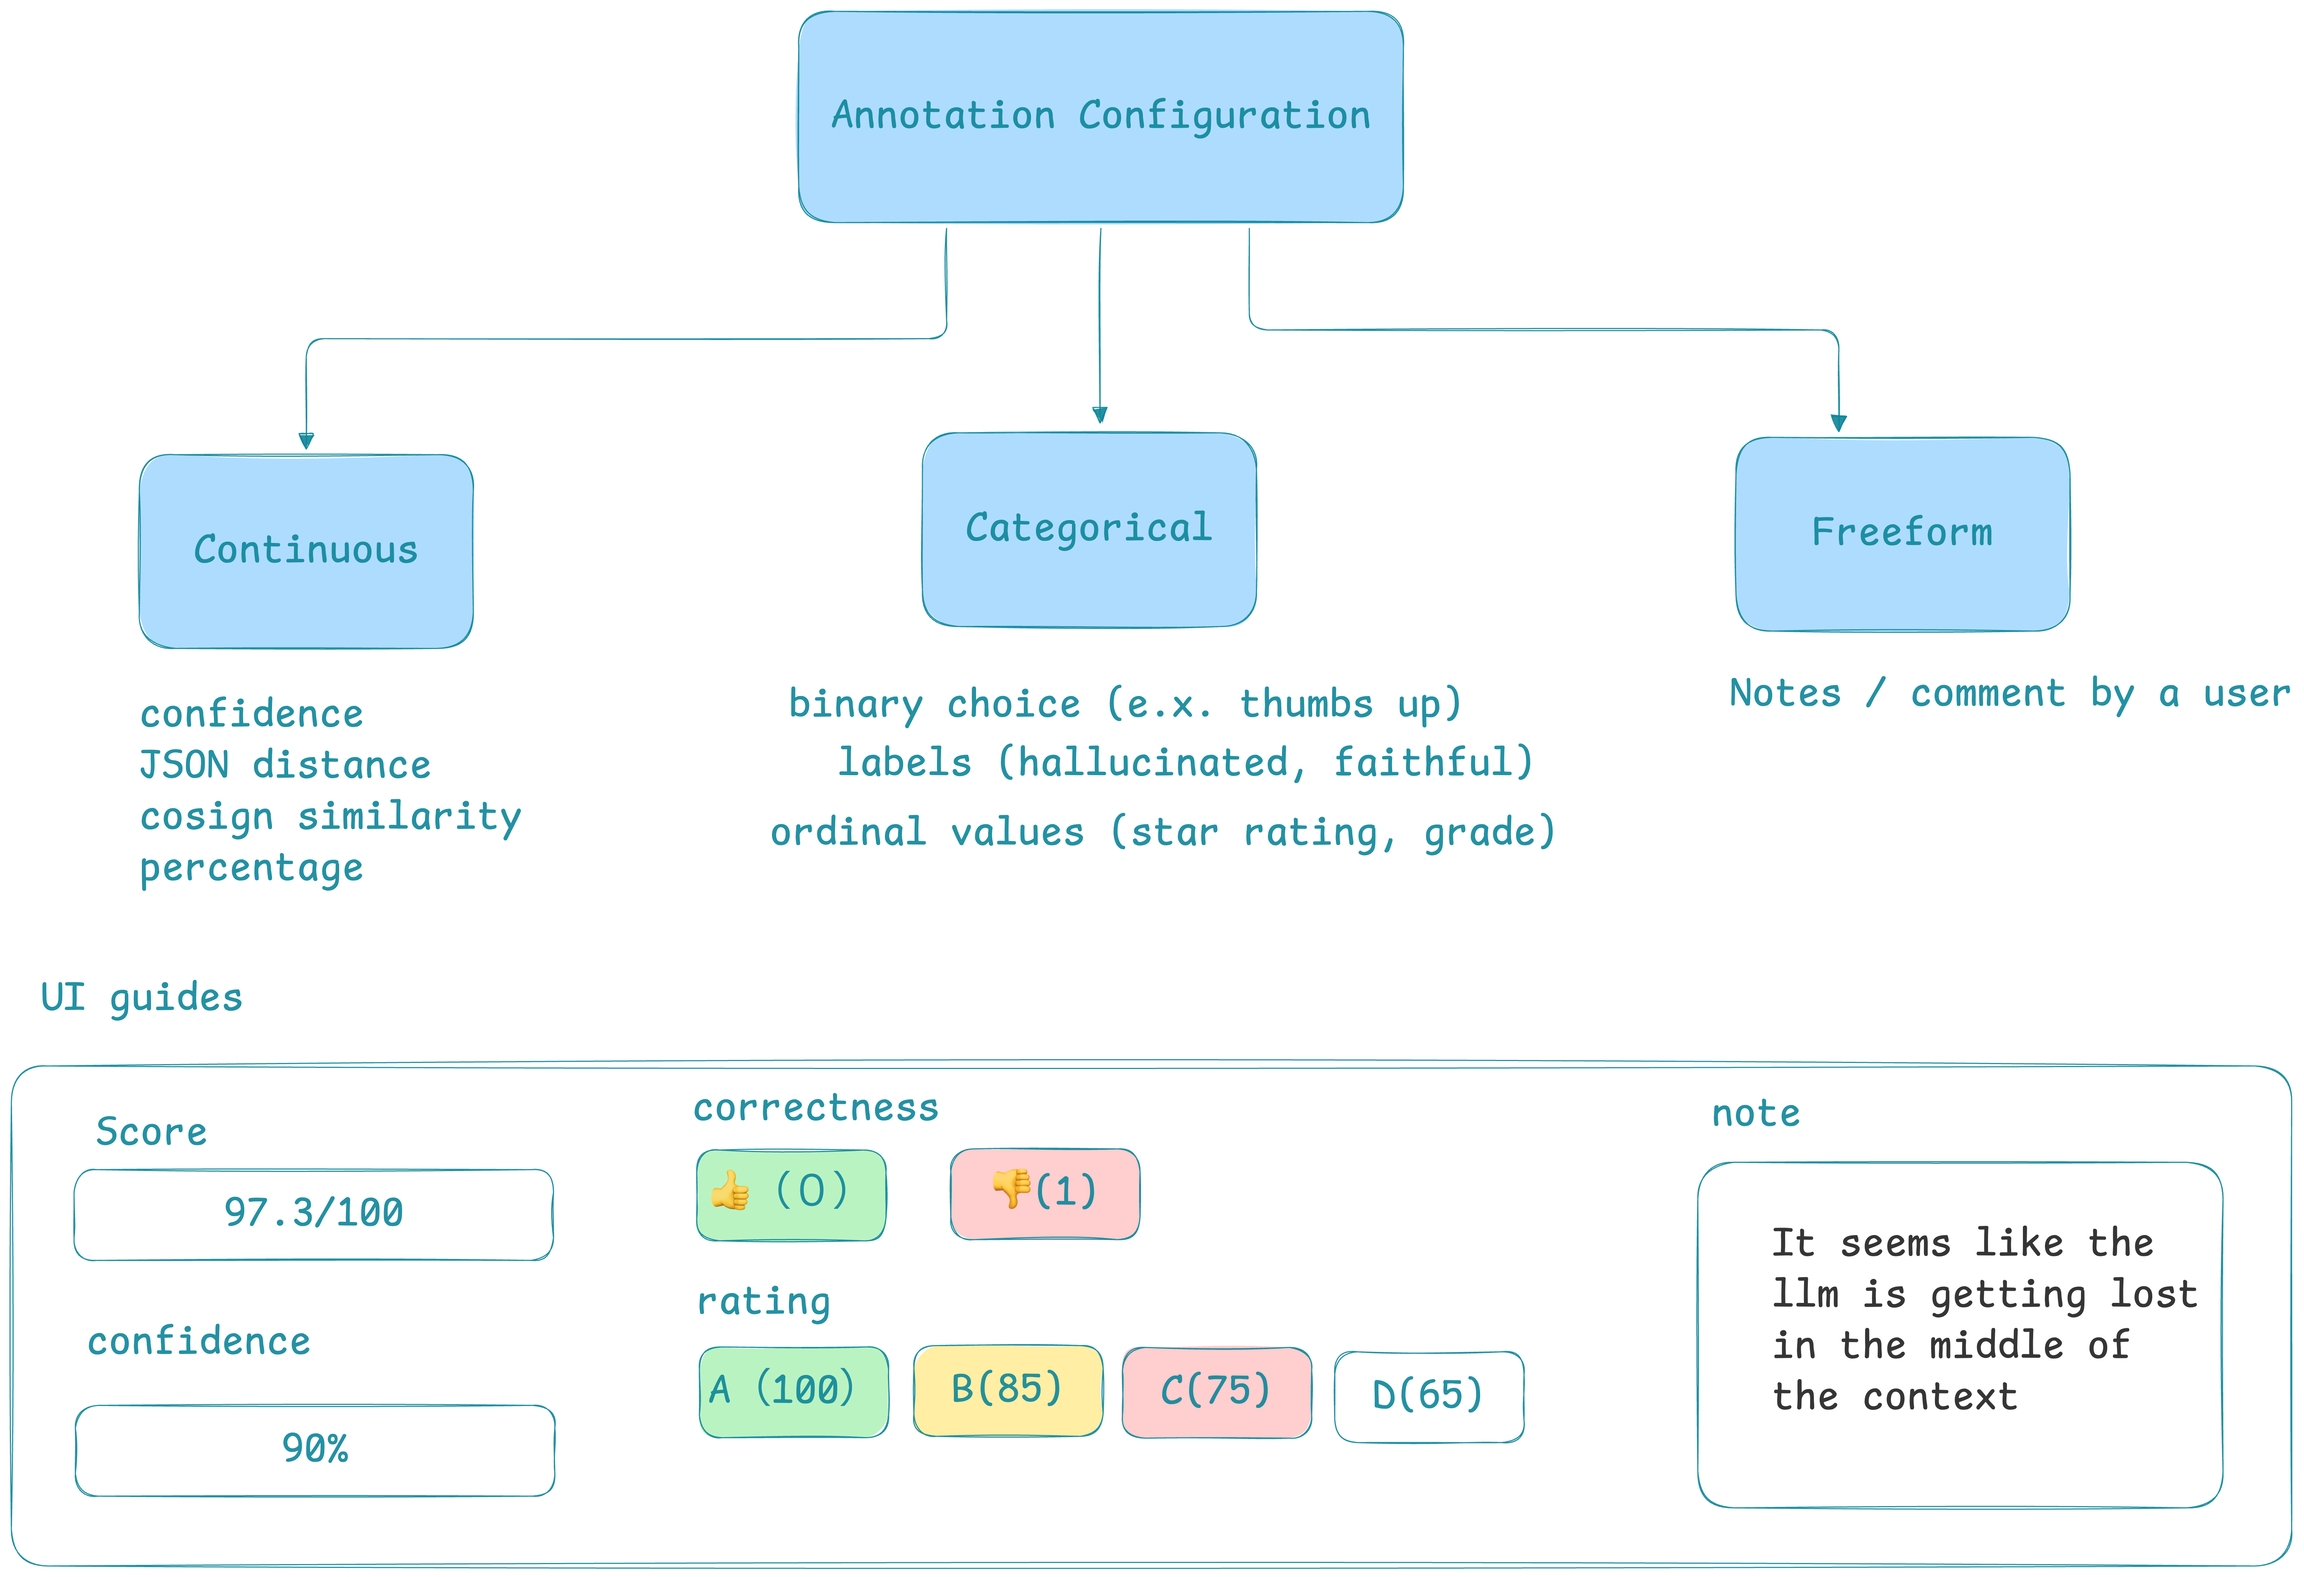 Annotation Configuration
Continuous
Categorical
Freeform
confidence
JSON distance
cosign similarity
percentage
binary choice (e.x. thumbs up)
labels (hallucinated, faithful)
ordinal values (star rating, grade)
Notes / comment by a user
UI guides
Score
97.3/100
confidence
90%
correctness
👍 (0)
👎(1)
rating
A (100)
B(85)
C(75)
D(65)
note
It seems like the
llm is getting lost
in the middle of
the context